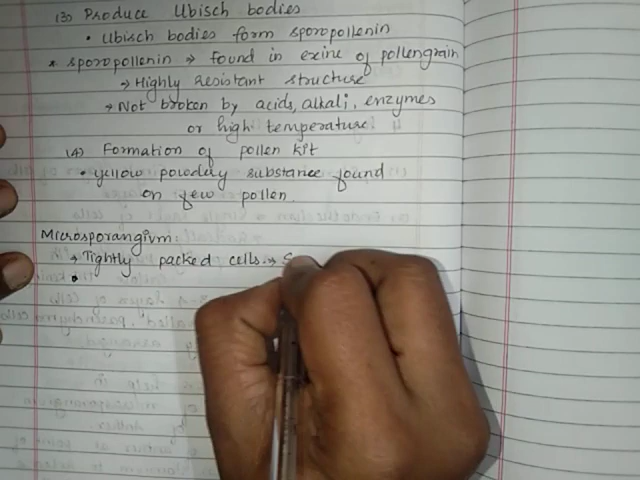 (3) Produce Ubisch bodies
• Ubisch bodies form sporopollenin
* sporopollenin → found in exine of pollengrain
→ Highly Resistant structure
→ Not broken by acids, alkali, enzymes
or high temperature.
(4) Formation of pollen kit
• yellow powdely substance found
on few pollen.
Microsporangium:
→ Tightly packed cells → S